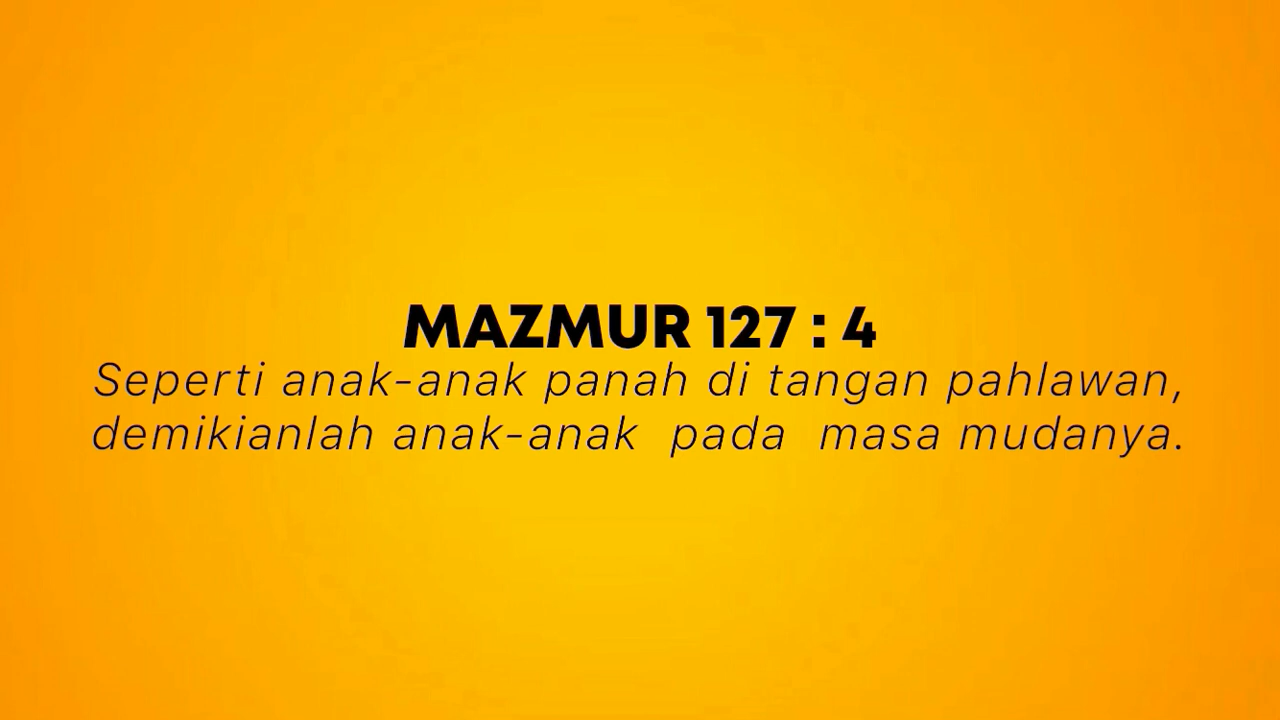 MAZMUR 127 : 4
Seperti anak-anak panah di tangan pahlawan,
demikianlah anak-anak pada masa mudanya.